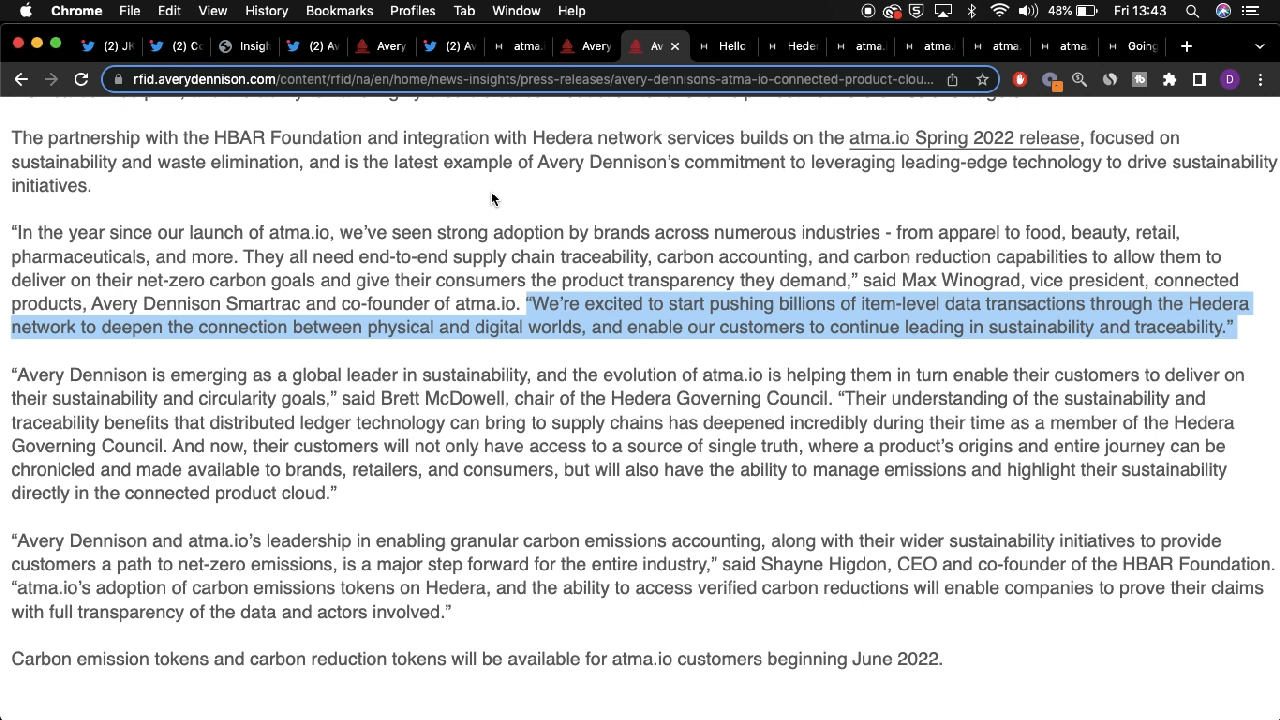 Chrome File Edit View History Bookmarks Profiles Tab Window Help 43% Fri 13:43
(2) JK (2) Co Insigh (2) Av Avery (2) Av atma. Avery Av Hello Heder atma.i atma. atma. atma. Going
rfid.averydennison.com/content/rfid/na/en/home/news-insights/press-releases/avery-dennisons-atma-io-connected-product-clou... D
The partnership with the HBAR Foundation and integration with Hedera network services builds on the atma.io Spring 2022 release, focused on
sustainability and waste elimination, and is the latest example of Avery Dennison’s commitment to leveraging leading-edge technology to drive sustainability
initiatives.
“In the year since our launch of atma.io, we’ve seen strong adoption by brands across numerous industries - from apparel to food, beauty, retail,
pharmaceuticals, and more. They all need end-to-end supply chain traceability, carbon accounting, and carbon reduction capabilities to allow them to
deliver on their net-zero carbon goals and give their consumers the product transparency they demand,” said Max Winograd, vice president, connected
products, Avery Dennison Smartrac and co-founder of atma.io. “We’re excited to start pushing billions of item-level data transactions through the Hedera
network to deepen the connection between physical and digital worlds, and enable our customers to continue leading in sustainability and traceability.”
“Avery Dennison is emerging as a global leader in sustainability, and the evolution of atma.io is helping them in turn enable their customers to deliver on
their sustainability and circularity goals,” said Brett McDowell, chair of the Hedera Governing Council. “Their understanding of the sustainability and
traceability benefits that distributed ledger technology can bring to supply chains has deepened incredibly during their time as a member of the Hedera
Governing Council. And now, their customers will not only have access to a source of single truth, where a product’s origins and entire journey can be
chronicled and made available to brands, retailers, and consumers, but will also have the ability to manage emissions and highlight their sustainability
directly in the connected product cloud.”
“Avery Dennison and atma.io’s leadership in enabling granular carbon emissions accounting, along with their wider sustainability initiatives to provide
customers a path to net-zero emissions, is a major step forward for the entire industry,” said Shayne Higdon, CEO and co-founder of the HBAR Foundation.
“atma.io’s adoption of carbon emissions tokens on Hedera, and the ability to access verified carbon reductions will enable companies to prove their claims
with full transparency of the data and actors involved.”
Carbon emission tokens and carbon reduction tokens will be available for atma.io customers beginning June 2022.